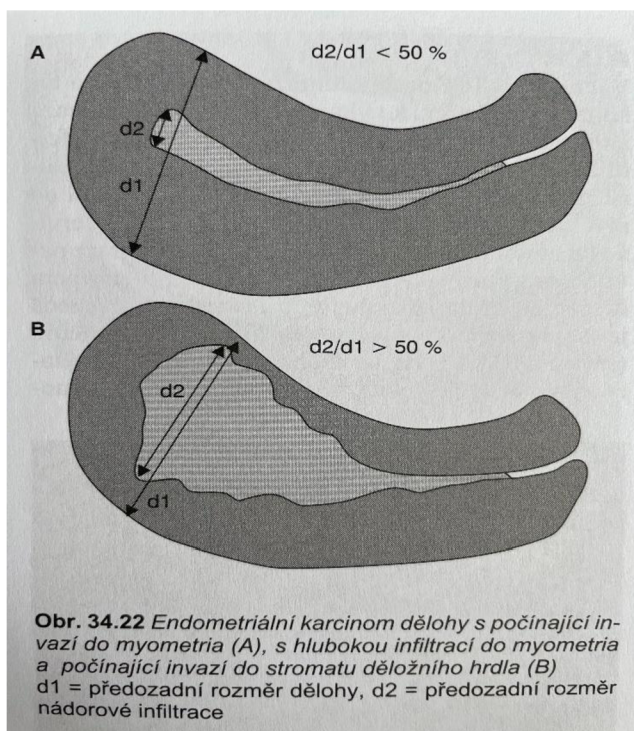 A
d2/d1 < 50 %
d2
d1
B
d2/d1 > 50 %
d2
d1
Obr. 34.22 Endometriální karcinom dělohy s počínající in-
vazí do myometria (A), s hlubokou infiltrací do myometria
a počínající invazí do stromatu děložního hrdla (B)
d1 = předozadní rozměr dělohy, d2 = předozadní rozměr
nádorové infiltrace